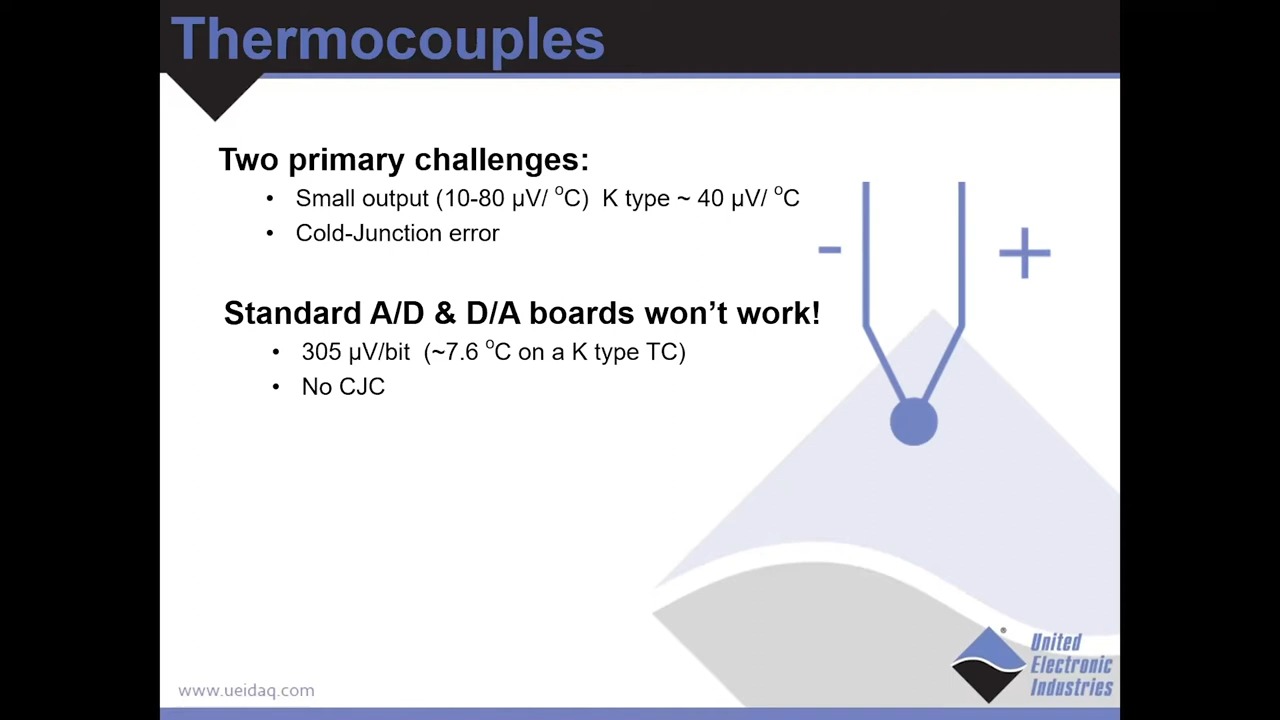 Thermocouples
Two primary challenges:
• Small output (10-80 µV/ °C)  K type ~ 40 µV/ °C
• Cold-Junction error
- +
Standard A/D & D/A boards won’t work!
• 305 µV/bit  (~7.6 °C on a K type TC)
• No CJC
®
United
Electronic
Industries
www.ueidaq.com